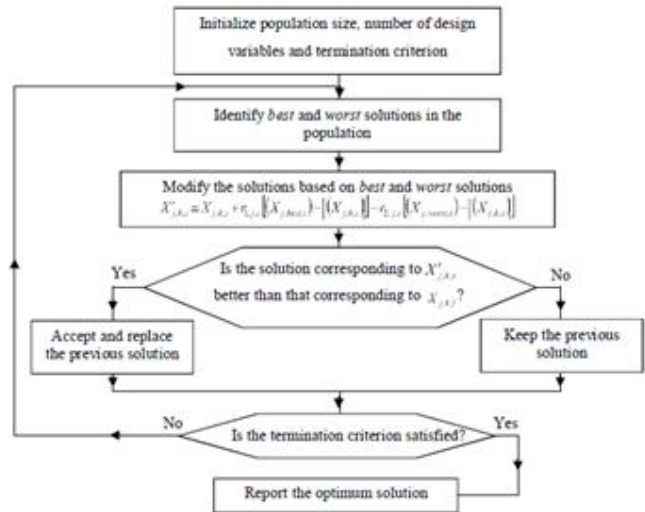 Initialize population size, number of design
variables and termination criterion
Identify best and worst solutions in the
population
Modify the solutions based on best and worst solutions
X'j,k,i = Xj,k,i + r1,j,i [(Xj,best,i) - |(Xj,k,i)|] - r2,j,i [(Xj,worst,i) - |(Xj,k,i)|]
Is the solution corresponding to X'j,k,i
better than that corresponding to Xj,k,i?
Yes
No
Accept and replace
the previous solution
Keep the previous
solution
Is the termination criterion satisfied?
No
Yes
Report the optimum solution